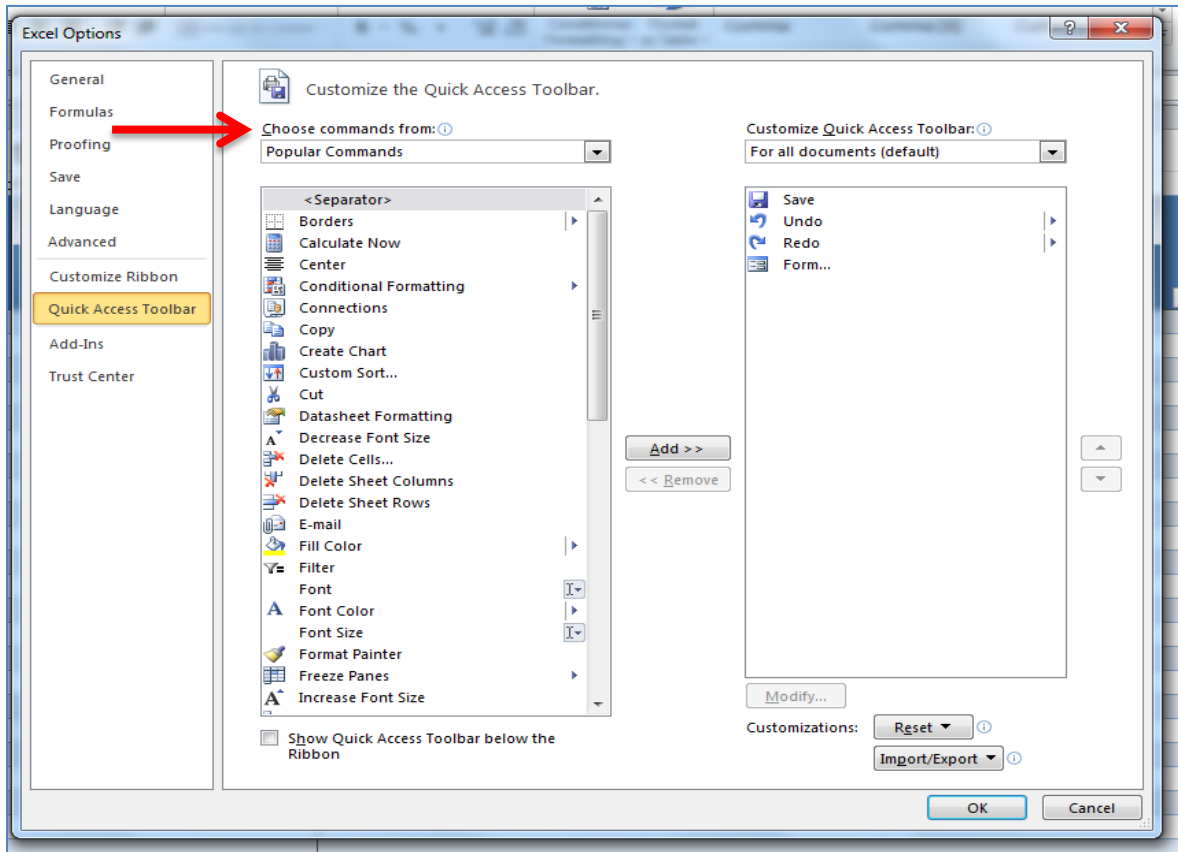 Excel Options
General
Formulas
Proofing
Save
Language
Advanced
Customize Ribbon
Quick Access Toolbar
Add-Ins
Trust Center
Customize the Quick Access Toolbar.
Choose commands from:
Popular Commands
<Separator>
Borders
Calculate Now
Center
Conditional Formatting
Connections
Copy
Create Chart
Custom Sort...
Cut
Datasheet Formatting
Decrease Font Size
Delete Cells...
Delete Sheet Columns
Delete Sheet Rows
E-mail
Fill Color
Filter
Font
Font Color
Font Size
Format Painter
Freeze Panes
Increase Font Size
Show Quick Access Toolbar below the
Ribbon
Add >>
<< Remove
Customize Quick Access Toolbar:
For all documents (default)
Save
Undo
Redo
Form...
Modify...
Customizations:
Reset
Import/Export
OK
Cancel